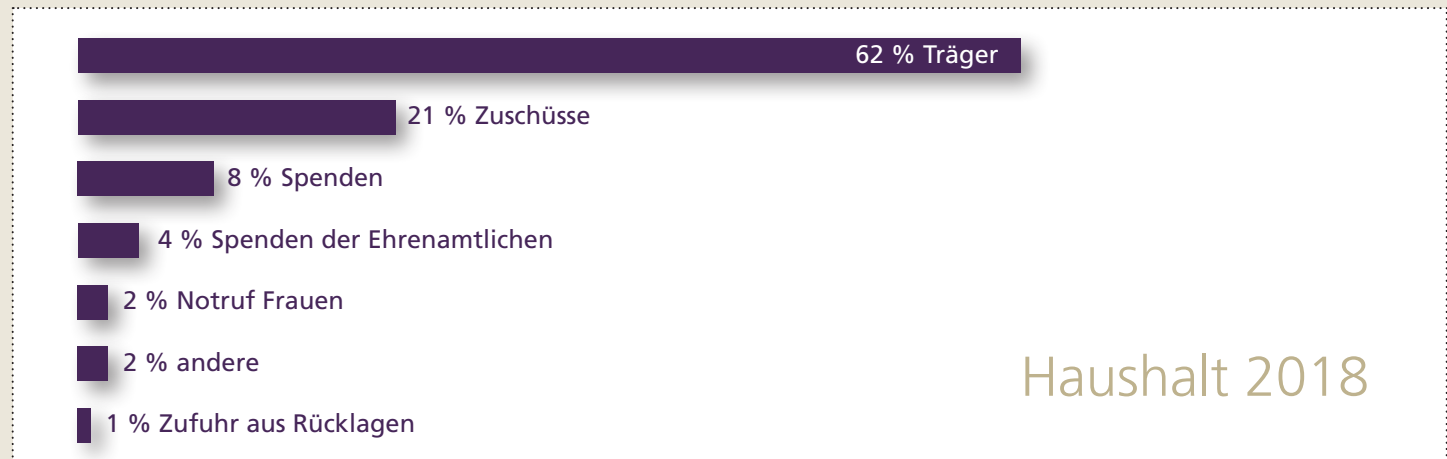 62 % Träger
21 % Zuschüsse
8 % Spenden
4 % Spenden der Ehrenamtlichen
2 % Notruf Frauen
2 % andere
1 % Zufuhr aus Rücklagen
Haushalt 2018